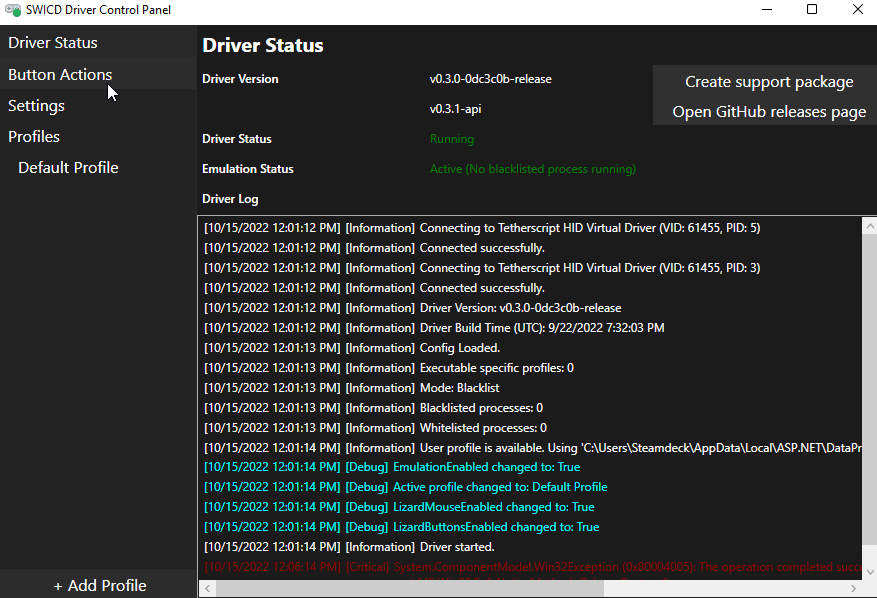 SWICD Driver Control Panel
Driver Status
Button Actions
Settings
Profiles
Default Profile
+ Add Profile
Driver Status
Driver Version
v0.3.0-0dc3c0b-release
v0.3.1-api
Create support package
Open GitHub releases page
Driver Status
Running
Emulation Status
Active (No blacklisted process running)
Driver Log
[10/15/2022 12:01:12 PM] [Information] Connecting to Tetherscript HID Virtual Driver (VID: 61455, PID: 5)
[10/15/2022 12:01:12 PM] [Information] Connected successfully.
[10/15/2022 12:01:12 PM] [Information] Connecting to Tetherscript HID Virtual Driver (VID: 61455, PID: 3)
[10/15/2022 12:01:12 PM] [Information] Connected successfully.
[10/15/2022 12:01:12 PM] [Information] Driver Version: v0.3.0-0dc3c0b-release
[10/15/2022 12:01:12 PM] [Information] Driver Build Time (UTC): 9/22/2022 7:32:03 PM
[10/15/2022 12:01:13 PM] [Information] Config Loaded.
[10/15/2022 12:01:13 PM] [Information] Executable specific profiles: 0
[10/15/2022 12:01:13 PM] [Information] Mode: Blacklist
[10/15/2022 12:01:13 PM] [Information] Blacklisted processes: 0
[10/15/2022 12:01:13 PM] [Information] Whitelisted processes: 0
[10/15/2022 12:01:14 PM] [Information] User profile is available. Using 'C:\Users\Steamdeck\AppData\Local\ASP.NET\DataPr
[10/15/2022 12:01:14 PM] [Debug] EmulationEnabled changed to: True
[10/15/2022 12:01:14 PM] [Debug] Active profile changed to: Default Profile
[10/15/2022 12:01:14 PM] [Debug] LizardMouseEnabled changed to: True
[10/15/2022 12:01:14 PM] [Debug] LizardButtonsEnabled changed to: True
[10/15/2022 12:01:14 PM] [Information] Driver started.
[10/15/2022 12:06:14 PM] [Critical] System.ComponentModel.Win32Exception (0x80004005): The operation completed succe